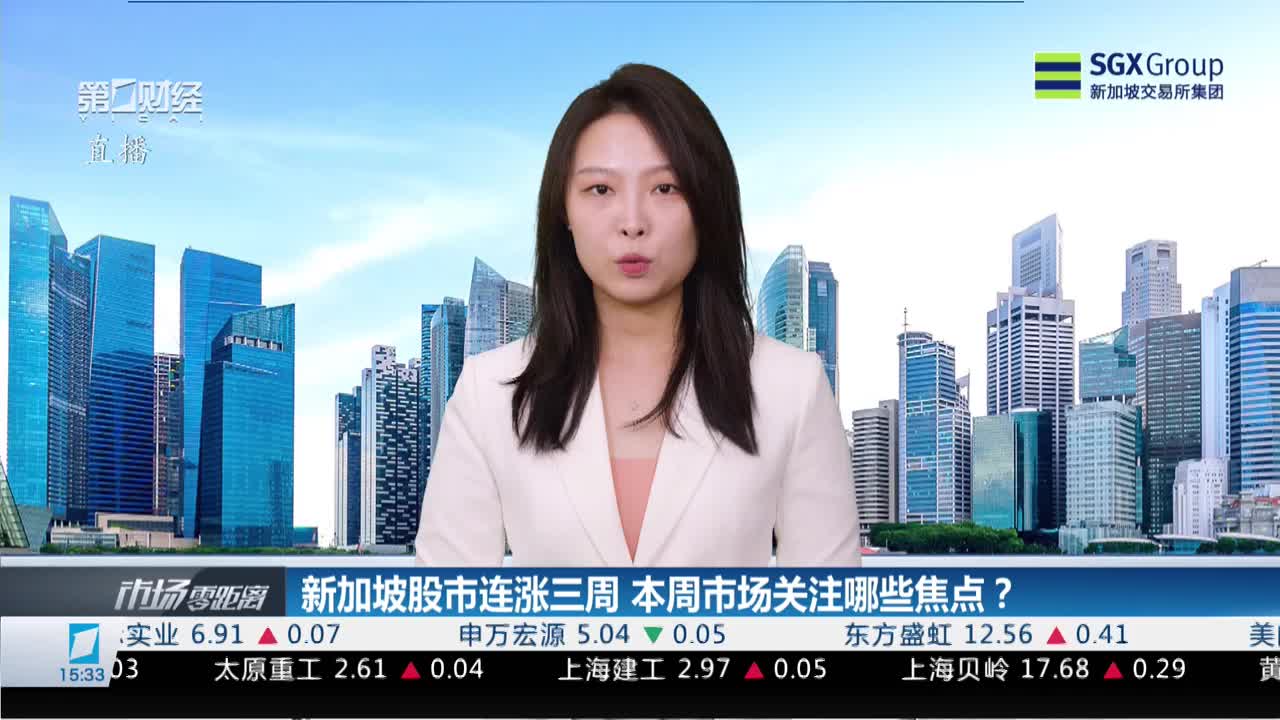 第一财经
YICAI
直播
SGXGroup
新加坡交易所集团
市场零距离
新加坡股市连涨三周 本周市场关注哪些焦点？
实业 6.91 ▲ 0.07 申万宏源 5.04 ▼ 0.05 东方盛虹 12.56 ▲ 0.41 美
15:33
03 太原重工 2.61 ▲ 0.04 上海建工 2.97 ▲ 0.05 上海贝岭 17.68 ▲ 0.29